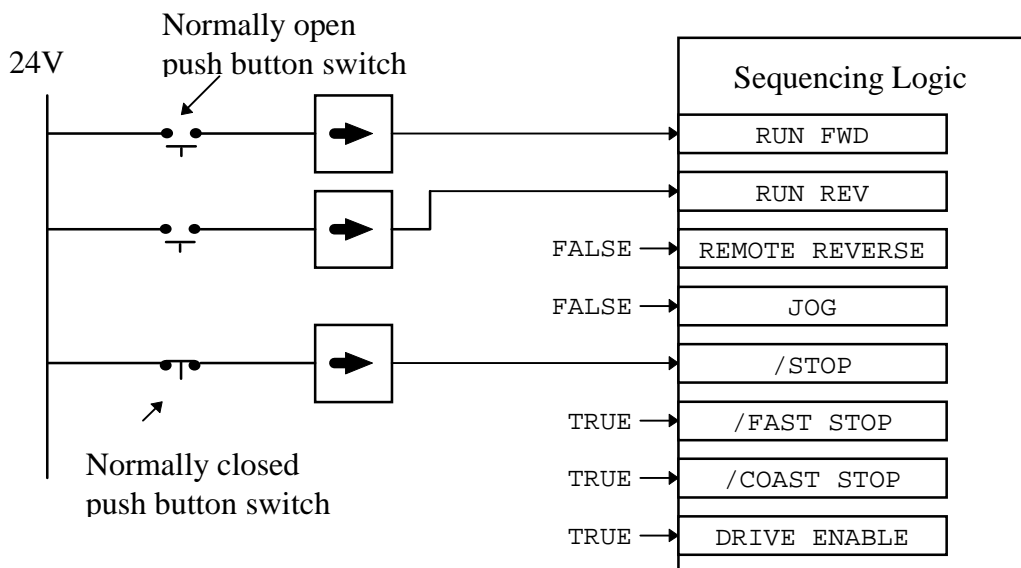 Normally open
push button switch
24V
Sequencing Logic
RUN FWD
RUN REV
FALSE
REMOTE REVERSE
FALSE
JOG
/STOP
TRUE
/FAST STOP
Normally closed
push button switch
TRUE
/COAST STOP
TRUE
DRIVE ENABLE